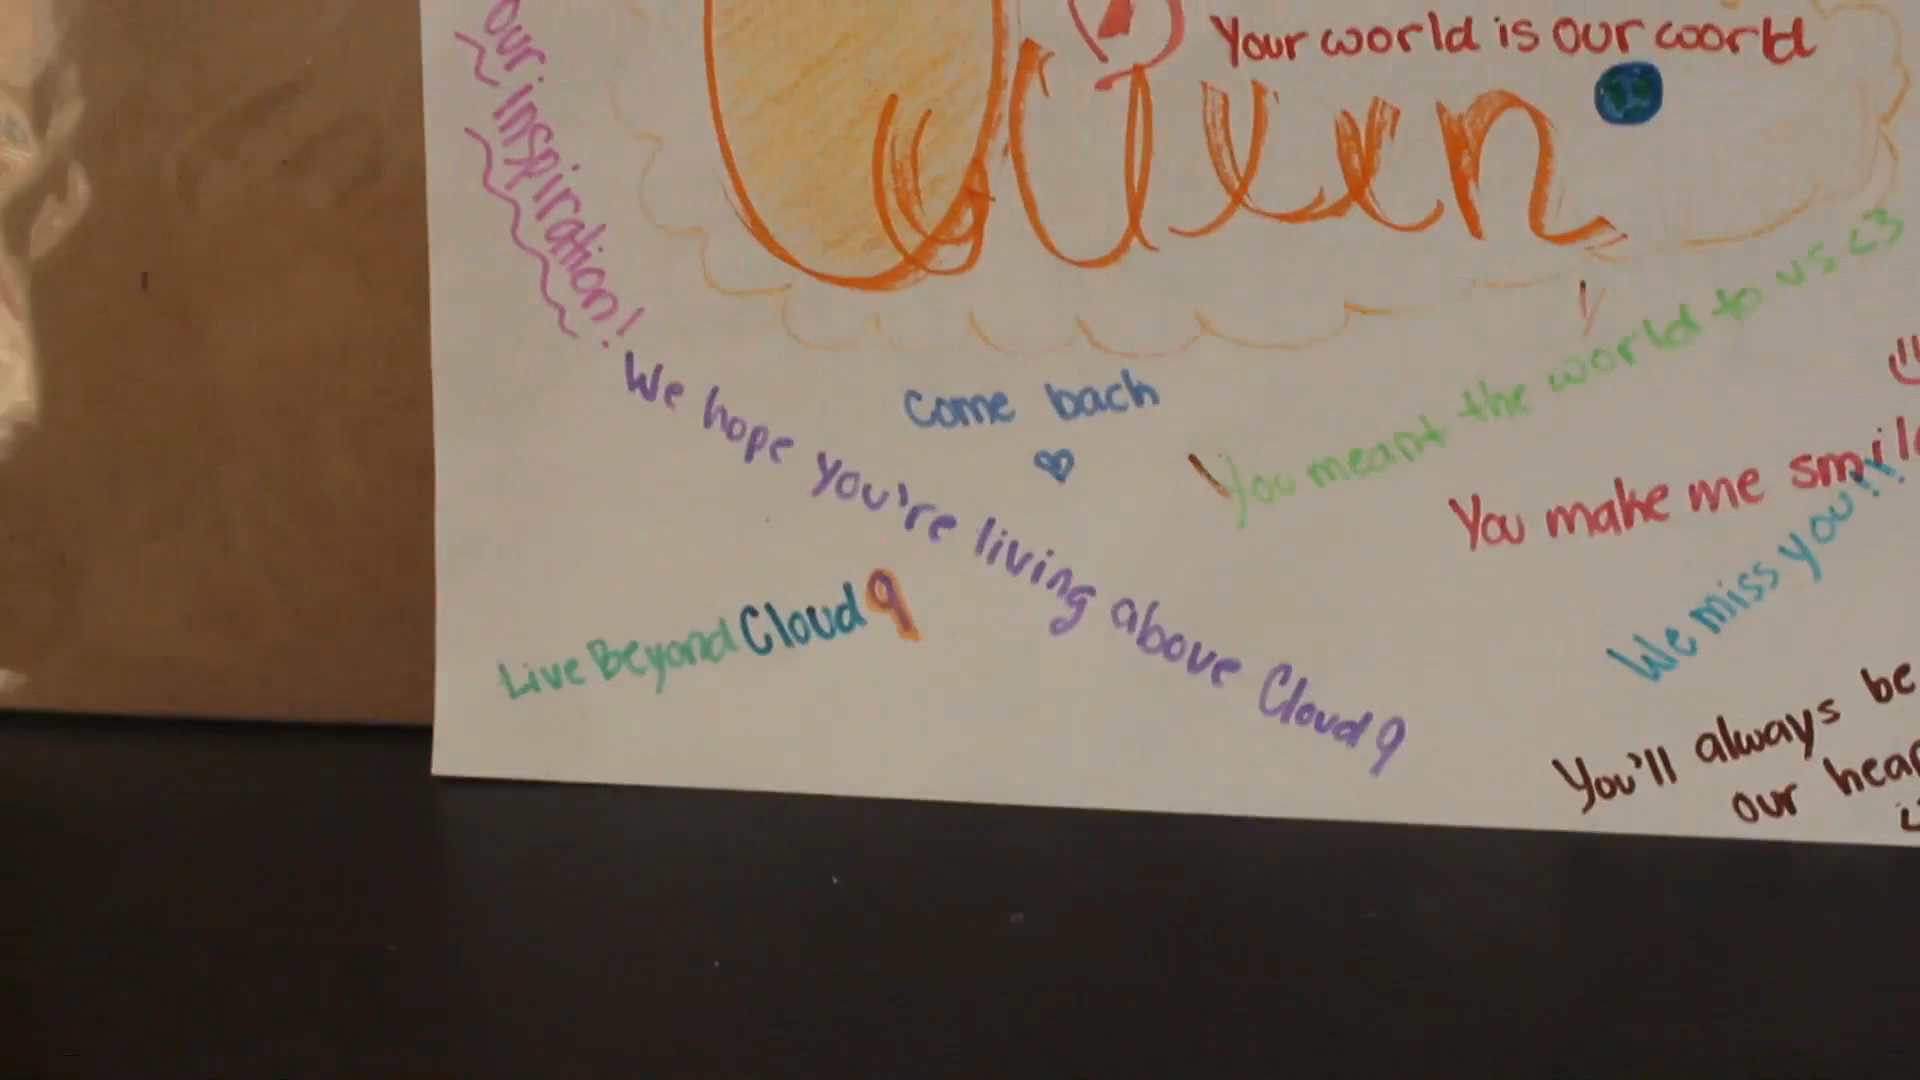 our inspiration!
Your world is our world
Queen
You meant the world to us <3
come back
We hope you're living above Cloud 9
You make me smile
We miss you!!
Live Beyond Cloud 9
You'll always be
our